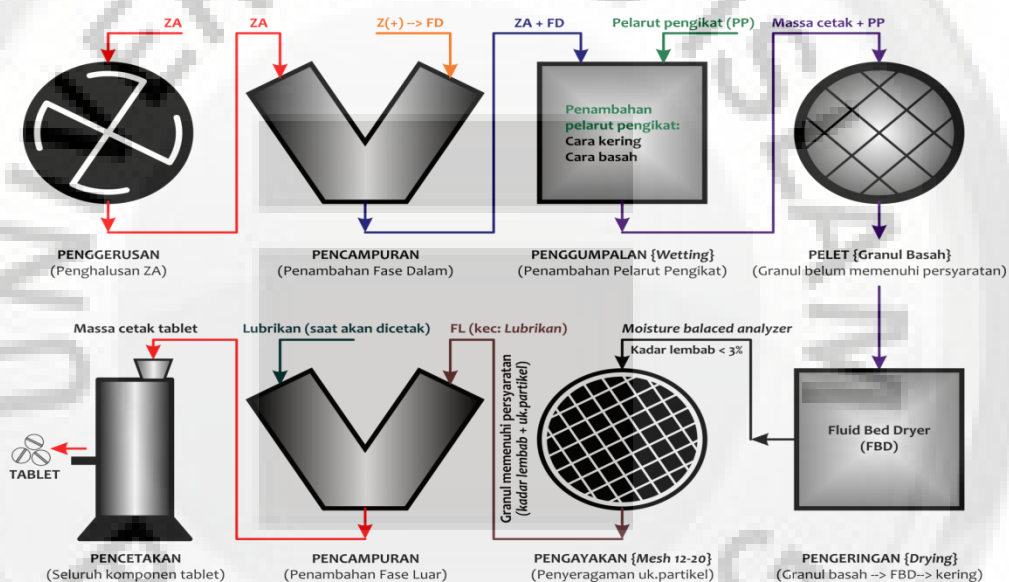 ZA
ZA
Z(+) --> FD
ZA + FD
Pelarut pengikat (PP)
Massa cetak + PP
Penambahan
pelarut pengikat:
Cara kering
Cara basah
PENGGERUSAN
(Penghalusan ZA)
PENCAMPURAN
(Penambahan Fase Dalam)
PENGGUMPALAN {Wetting}
(Penambahan Pelarut Pengikat)
PELET {Granul Basah}
(Granul belum memenuhi persyaratan)
Massa cetak tablet
Lubrikan (saat akan dicetak)
FL (kec: Lubrikan)
Moisture balaced analyzer
Kadar lembab < 3%
Granul memenuhi persyaratan
(kadar lembab + uk.partikel)
Fluid Bed Dryer
(FBD)
TABLET
PENCETAKAN
(Seluruh komponen tablet)
PENCAMPURAN
(Penambahan Fase Luar)
PENGAYAKAN {Mesh 12-20}
(Penyeragaman uk.partikel)
PENGERINGAN {Drying}
(Granul basah --> FBD--> kering)